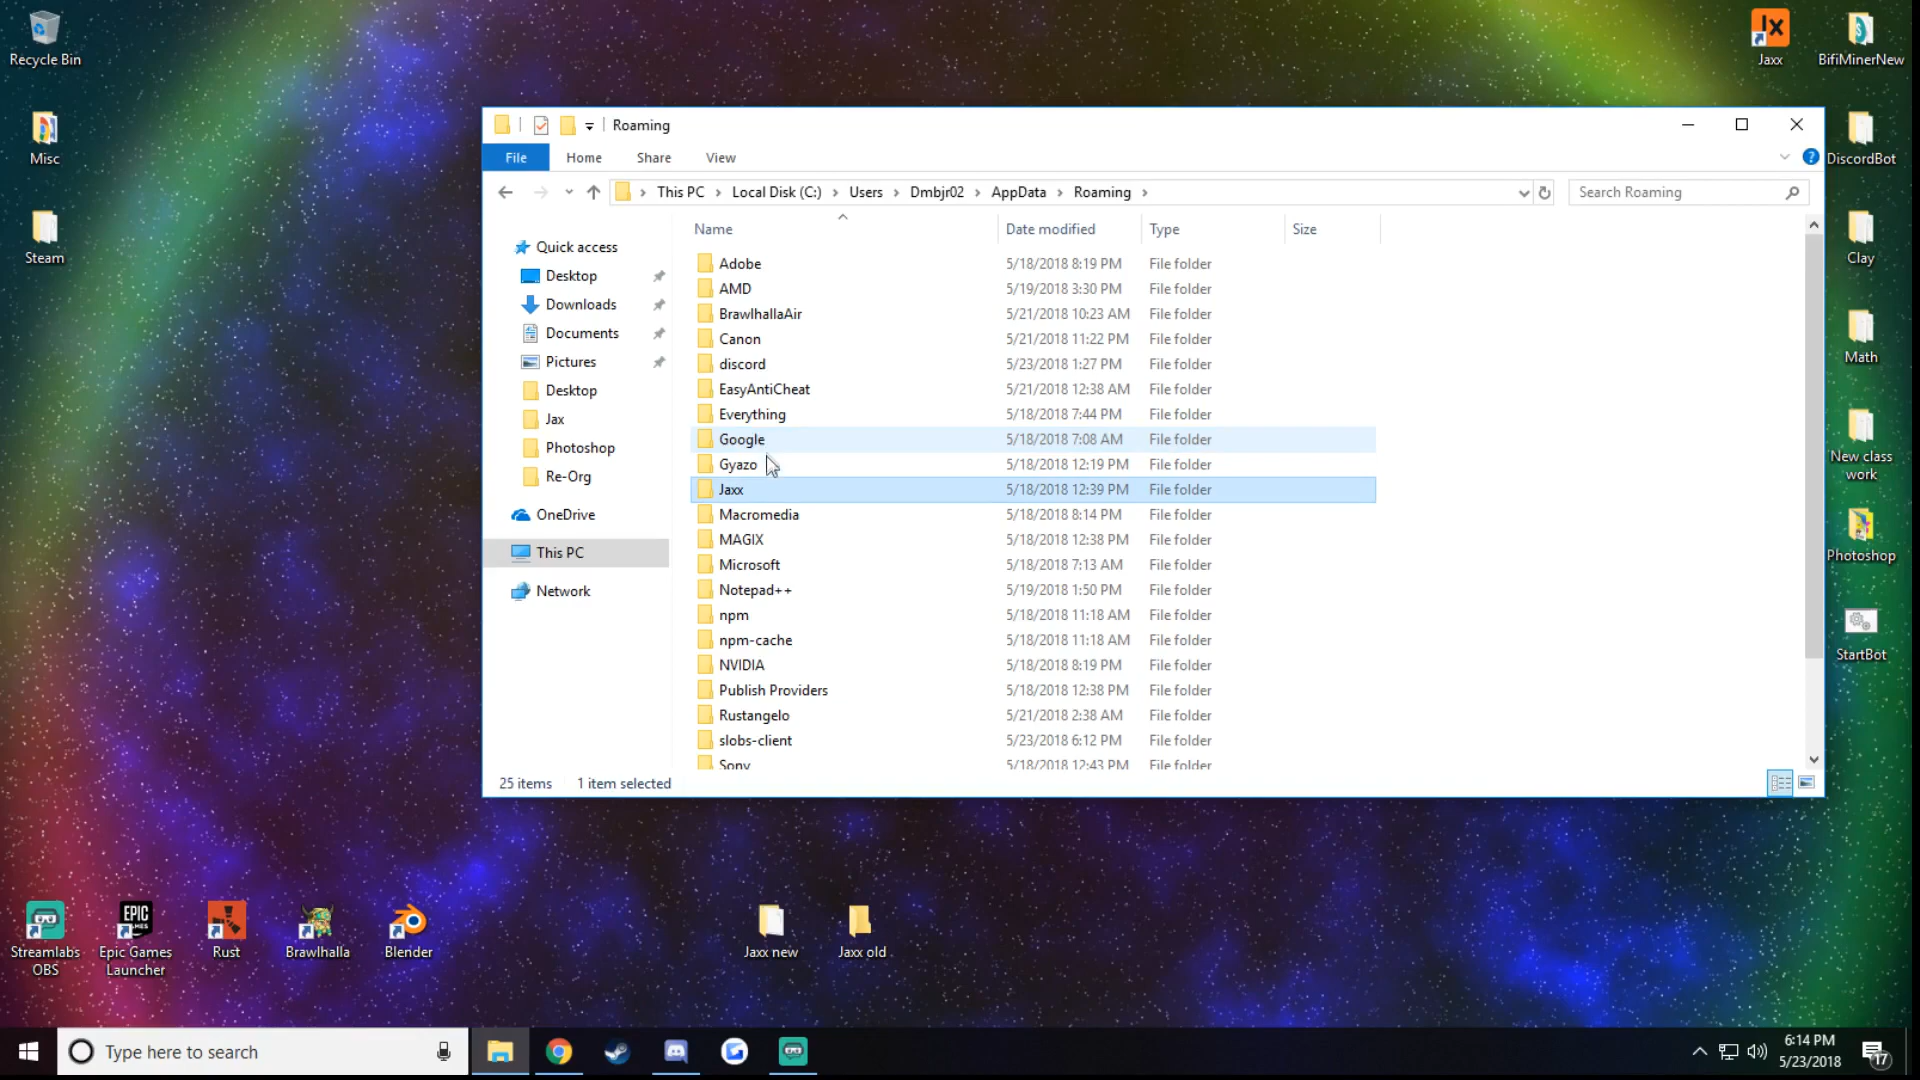 Recycle Bin
Misc
Steam
Jaxx
BifiMinerNew
DiscordBot
Clay
Math
New class
work
Photoshop
StartBot
Roaming
File
Home
Share
View
This PC
Local Disk (C:)
Users
Dmbjr02
AppData
Roaming
Search Roaming
Name
Date modified
Type
Size
Quick access
Desktop
Downloads
Documents
Pictures
Desktop
Jax
Photoshop
Re-Org
OneDrive
This PC
Network
Adobe 5/18/2018 8:19 PM File folder
AMD 5/19/2018 3:30 PM File folder
BrawlhallaAir 5/21/2018 10:23 AM File folder
Canon 5/21/2018 11:22 PM File folder
discord 5/23/2018 1:27 PM File folder
EasyAntiCheat 5/21/2018 12:38 AM File folder
Everything 5/18/2018 7:44 PM File folder
Google 5/18/2018 7:08 AM File folder
Gyazo 5/18/2018 12:19 PM File folder
Jaxx 5/18/2018 12:39 PM File folder
Macromedia 5/18/2018 8:14 PM File folder
MAGIX 5/18/2018 12:38 PM File folder
Microsoft 5/18/2018 7:13 AM File folder
Notepad++ 5/19/2018 1:50 PM File folder
npm 5/18/2018 11:18 AM File folder
npm-cache 5/18/2018 11:18 AM File folder
NVIDIA 5/18/2018 8:19 PM File folder
Publish Providers 5/18/2018 12:38 PM File folder
Rustangelo 5/21/2018 2:38 AM File folder
slobs-client 5/23/2018 6:12 PM File folder
Sony 5/18/2018 12:43 PM File folder
25 items
1 item selected
EPIC
GAMES
Streamlabs
OBS
Epic Games
Launcher
Rust
Brawlhalla
Blender
Jaxx new
Jaxx old
Type here to search
6:14 PM
5/23/2018
17